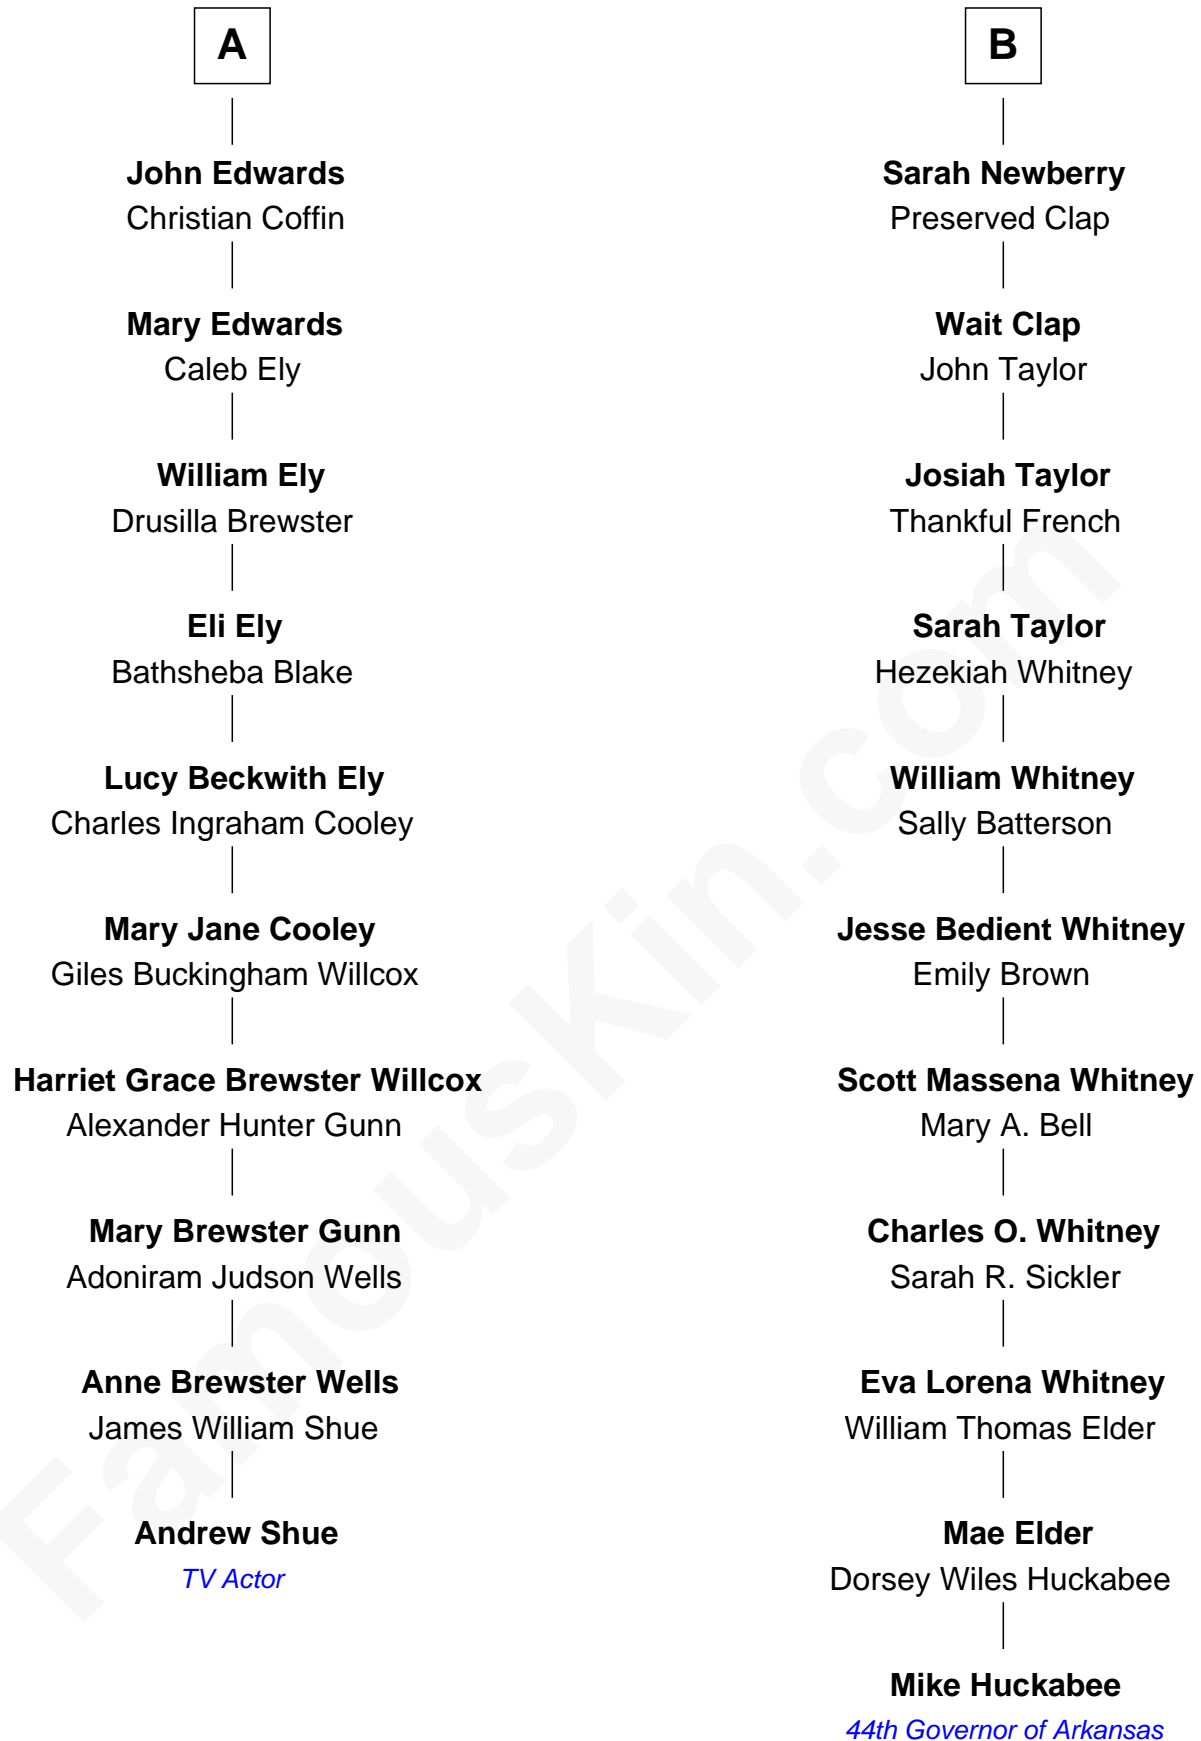 A
John Edwards
Christian Coffin
Mary Edwards
Caleb Ely
William Ely
Drusilla Brewster
Eli Ely
Bathsheba Blake
Lucy Beckwith Ely
Charles Ingraham Cooley
Mary Jane Cooley
Giles Buckingham Willcox
Harriet Grace Brewster Willcox
Alexander Hunter Gunn
Mary Brewster Gunn
Adoniram Judson Wells
Anne Brewster Wells
James William Shue
Andrew Shue
TV Actor
B
Sarah Newberry
Preserved Clap
Wait Clap
John Taylor
Josiah Taylor
Thankful French
Sarah Taylor
Hezekiah Whitney
William Whitney
Sally Batterson
Jesse Bedient Whitney
Emily Brown
Scott Massena Whitney
Mary A. Bell
Charles O. Whitney
Sarah R. Sickler
Eva Lorena Whitney
William Thomas Elder
Mae Elder
Dorsey Wiles Huckabee
Mike Huckabee
44th Governor of Arkansas
FamousKin.com